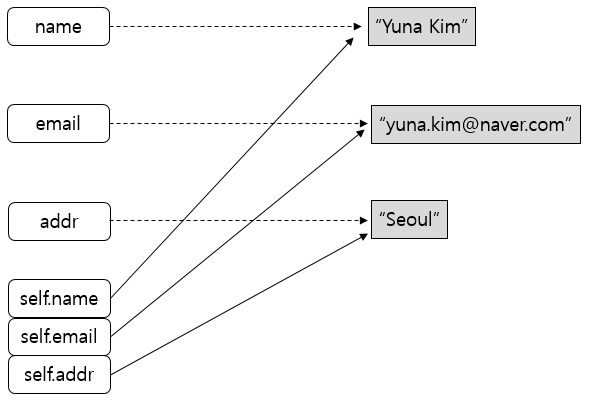 name
“Yuna Kim”
email
“yuna.kim@naver.com”
addr
“Seoul”
self.name
self.email
self.addr